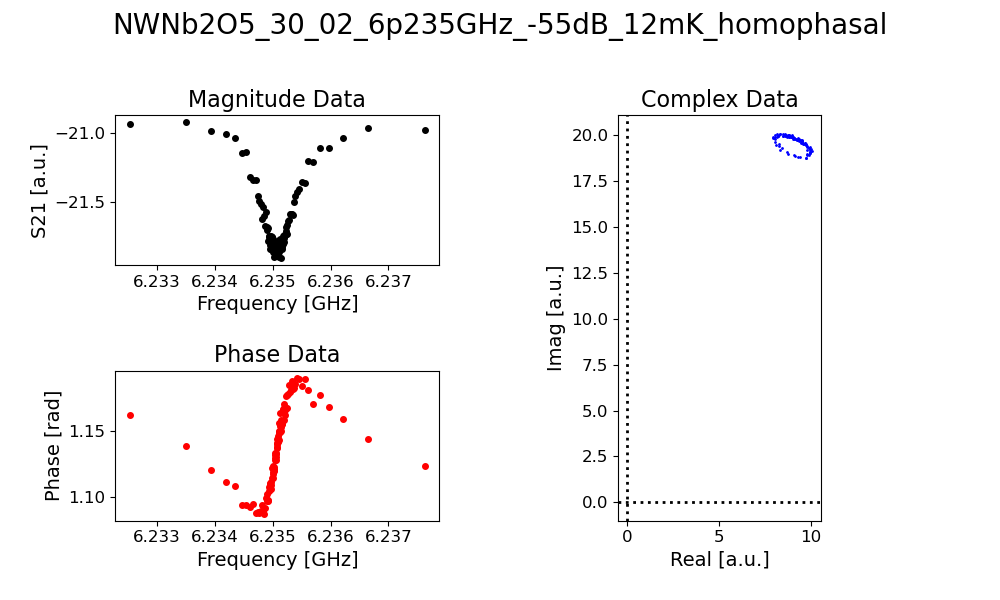 NWNb2O5_30_02_6p235GHz_-55dB_12mK_homophasal
Magnitude Data
−21.0
−21.5
S21 [a.u.]
6.233 6.234 6.235 6.236 6.237
Frequency [GHz]
Phase Data
1.15
1.10
Phase [rad]
6.233 6.234 6.235 6.236 6.237
Frequency [GHz]
Complex Data
20.0
17.5
15.0
12.5
10.0
7.5
5.0
2.5
0.0
Imag [a.u.]
0 5 10
Real [a.u.]